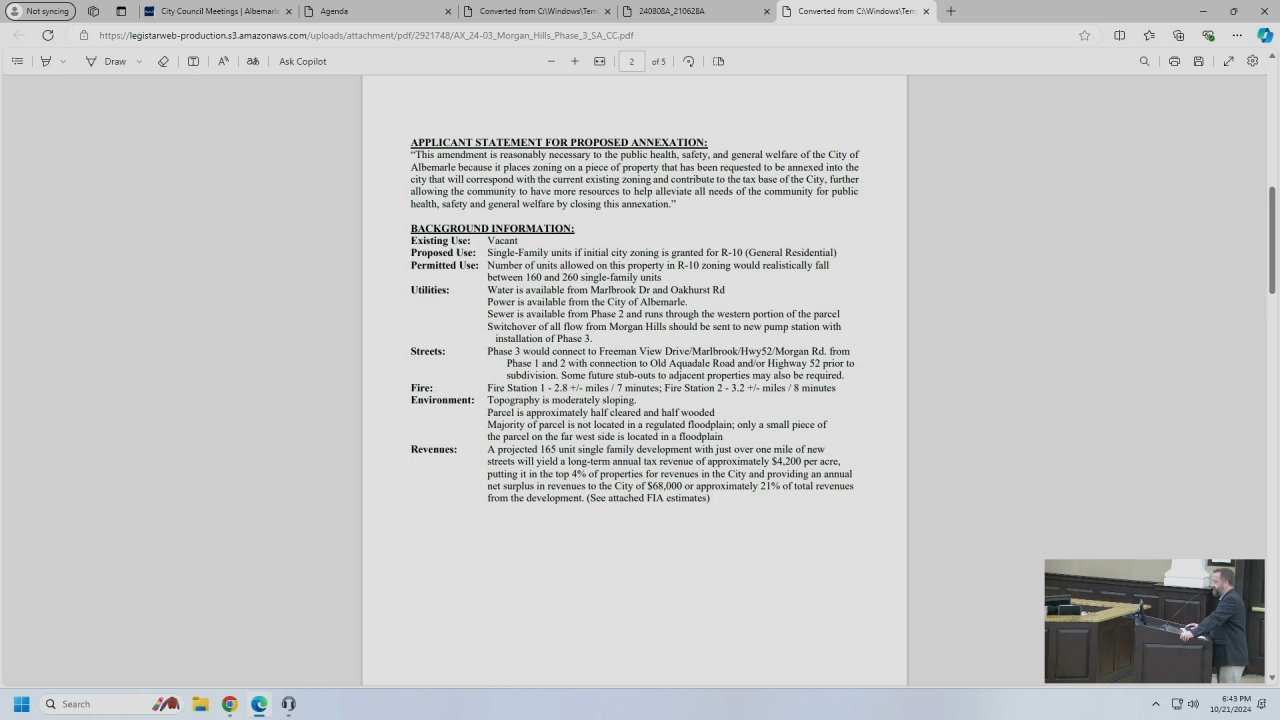 Not syncing
City Council Meetings | Albemarle
Agenda
Converted from C:\Windows\Tem
240808A_210628A
Converted from C:\Windows\Tem
https://legistarweb-production.s3.amazonaws.com/uploads/attachment/pdf/2921748/AX_24-03_Morgan_Hills_Phase_3_SA_CC.pdf
Draw
Ask Copilot
2 of 5
APPLICANT STATEMENT FOR PROPOSED ANNEXATION:
“This amendment is reasonably necessary to the public health, safety, and general welfare of the City of
Albemarle because it places zoning on a piece of property that has been requested to be annexed into the
city that will correspond with the current existing zoning and contribute to the tax base of the City, further
allowing the community to have more resources to help alleviate all needs of the community for public
health, safety and general welfare by closing this annexation.”
BACKGROUND INFORMATION:
Existing Use: Vacant
Proposed Use: Single-Family units if initial city zoning is granted for R-10 (General Residential)
Permitted Use: Number of units allowed on this property in R-10 zoning would realistically fall
between 160 and 260 single-family units
Utilities: Water is available from Marlbrook Dr and Oakhurst Rd
Power is available from the City of Albemarle.
Sewer is available from Phase 2 and runs through the western portion of the parcel
Switchover of all flow from Morgan Hills should be sent to new pump station with
installation of Phase 3.
Streets: Phase 3 would connect to Freeman View Drive/Marlbrook/Hwy52/Morgan Rd. from
Phase 1 and 2 with connection to Old Aquadale Road and/or Highway 52 prior to
subdivision. Some future stub-outs to adjacent properties may also be required.
Fire: Fire Station 1 - 2.8 +/- miles / 7 minutes; Fire Station 2 - 3.2 +/- miles / 8 minutes
Environment: Topography is moderately sloping.
Parcel is approximately half cleared and half wooded
Majority of parcel is not located in a regulated floodplain; only a small piece of
the parcel on the far west side is located in a floodplain
Revenues: A projected 165 unit single family development with just over one mile of new
streets will yield a long-term annual tax revenue of approximately $4,200 per acre,
putting it in the top 4% of properties for revenues in the City and providing an annual
net surplus in revenues to the City of $68,000 or approximately 21% of total revenues
from the development. (See attached FIA estimates)
Search
6:43 PM
10/21/2024